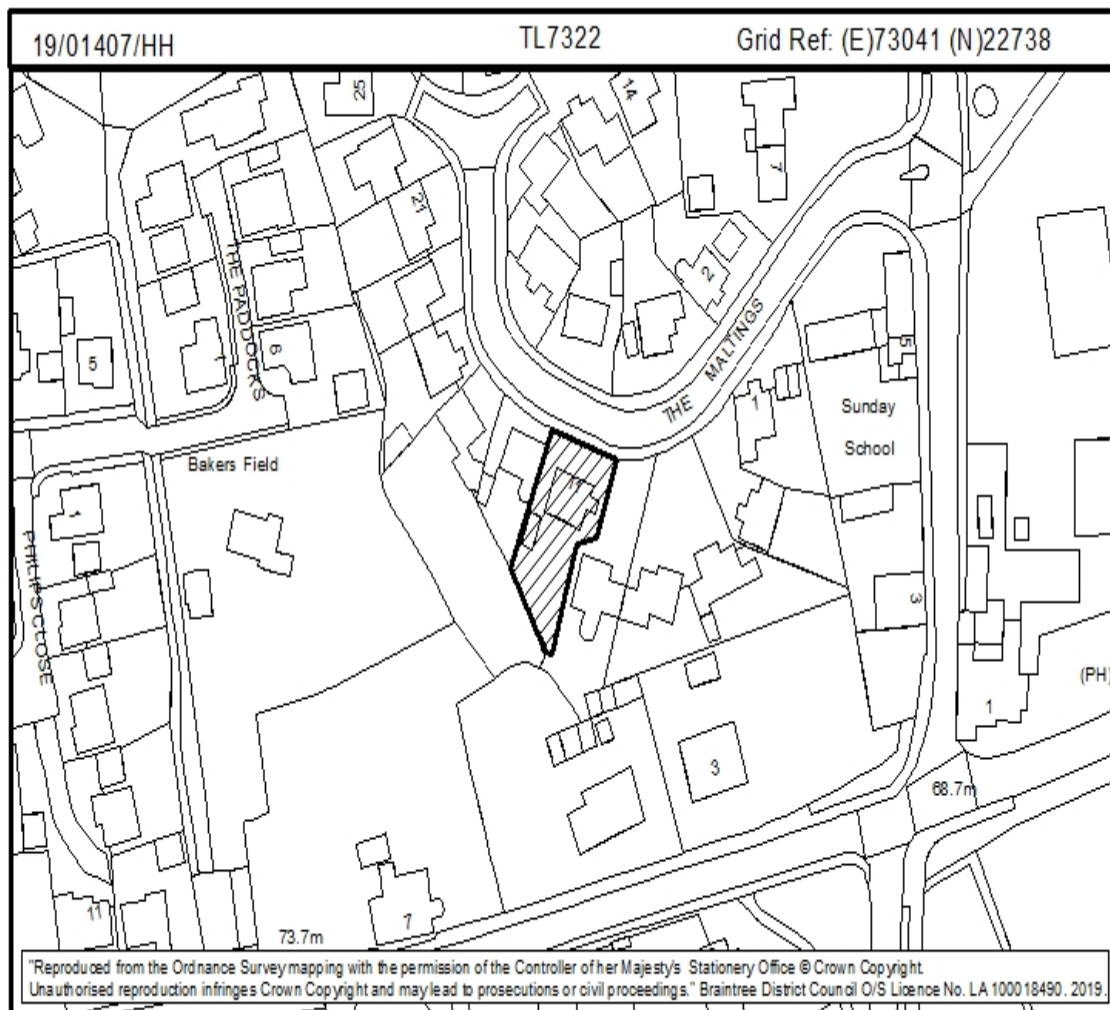 19/01407/HH
TL7322
Grid Ref: (E)73041 (N)22738
25
14
7
21
THE PADDOCKS
2
5
1
6
THE MALTINGS
5
1
Sunday
School
Bakers Field
11
1
PHILIPS CLOSE
3
(PH)
1
3
68.7m
11
7
73.7m
"Reproduced from the Ordnance Survey mapping with the permission of the Controller of her Majesty's Stationery Office © Crown Copyright.
Unauthorised reproduction infringes Crown Copyright and may lead to prosecutions or civil proceedings." Braintree District Council O/S Licence No. LA 100018490. 2019.